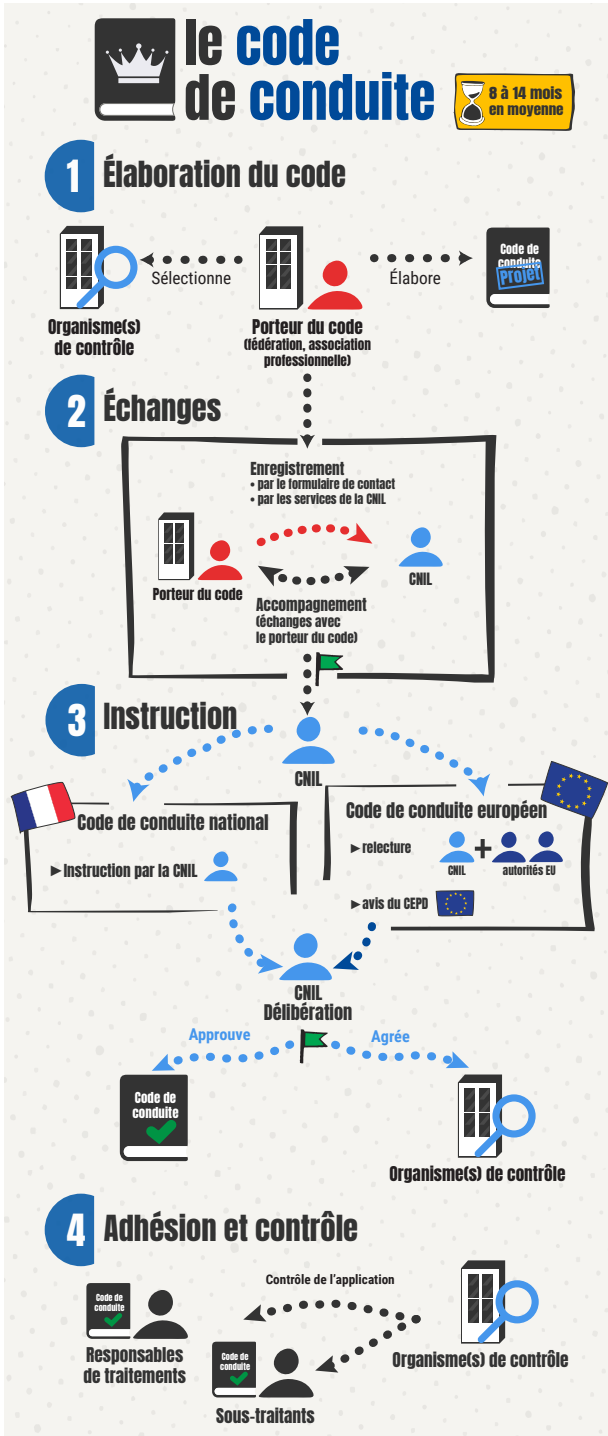 le code
de conduite
8 à 14 mois
en moyenne
1
Élaboration du code
Sélectionne
Élabore
Code de
conduite
Projet
Organisme(s)
de contrôle
Porteur du code
(fédération, association
professionnelle)
2
Échanges
Enregistrement
• par le formulaire de contact
• par les services de la CNIL
Porteur du code
CNIL
Accompagnement
(échanges avec
le porteur du code)
3
Instruction
CNIL
Code de conduite national
►Instruction par la CNIL
Code de conduite européen
►relecture
+
CNIL
autorités EU
►avis du CEPD
CNIL
Délibération
Approuve
Agrée
Code de
conduite
Organisme(s) de contrôle
4
Adhésion et contrôle
Contrôle de l'application
Code de
conduite
Responsables
de traitements
Code de
conduite
Sous-traitants
Organisme(s) de contrôle